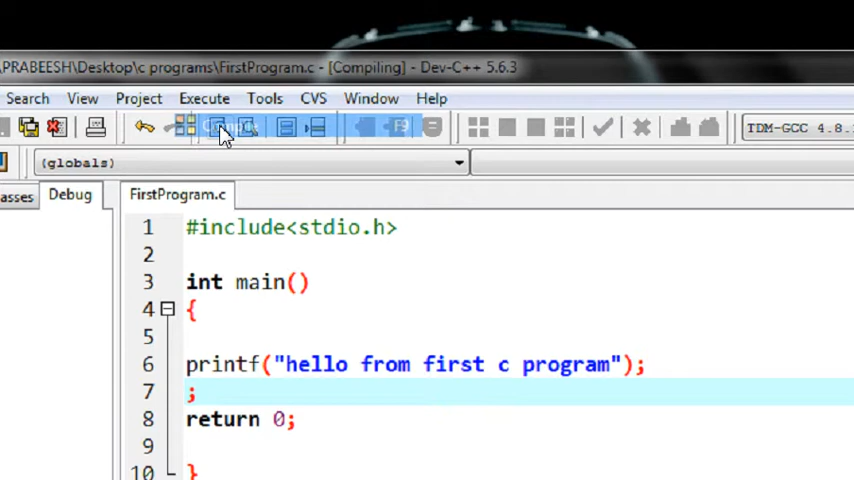 \PRABEESH\Desktop\c programs\FirstProgram.c - [Compiling] - Dev-C++ 5.6.3
Search View Project Execute Tools CVS Window Help
F9
TDM-GCC 4.8.1
(globals)
asses Debug FirstProgram.c
1 #include<stdio.h>
2
3 int main()
4 {
5
6 printf("hello from first c program");
7 ;
8 return 0;
9
10 }